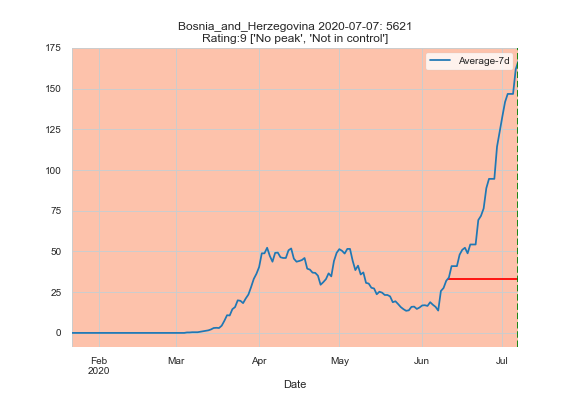 Bosnia_and_Herzegovina 2020-07-07: 5621
Rating:9 ['No peak', 'Not in control']
Average-7d
175
150
125
100
75
50
25
0
Feb
2020
Mar
Apr
May
Jun
Jul
Date